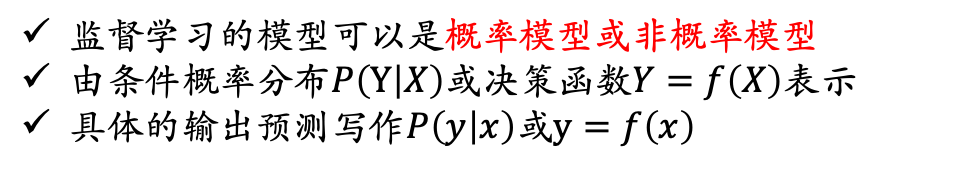 ✓ 监督学习的模型可以是概率模型或非概率模型
✓ 由条件概率分布P(Y|X)或决策函数Y = f(X)表示
✓ 具体的输出预测写作P(y|x)或y = f(x)